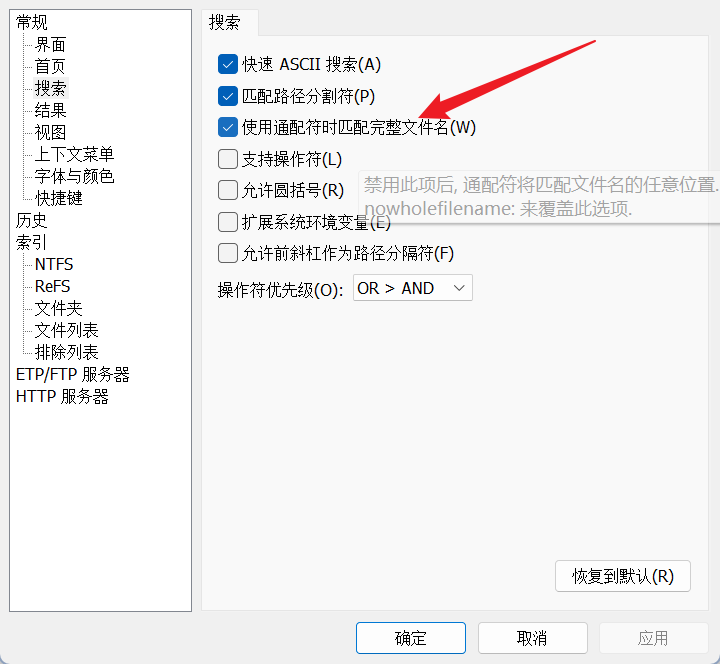 常规
界面
首页
搜索
结果
视图
上下文菜单
字体与颜色
快捷键
历史
索引
NTFS
ReFS
文件夹
文件列表
排除列表
ETP/FTP 服务器
HTTP 服务器
搜索
快速 ASCII 搜索(A)
匹配路径分割符(P)
使用通配符时匹配完整文件名(W)
支持操作符(L)
允许圆括号(R)
禁用此项后, 通配符将匹配文件名的任意位置.
nowholefilename: 来覆盖此选项.
扩展系统环境变量(E)
允许前斜杠作为路径分隔符(F)
操作符优先级(O):
OR > AND
恢复到默认(R)
确定
取消
应用